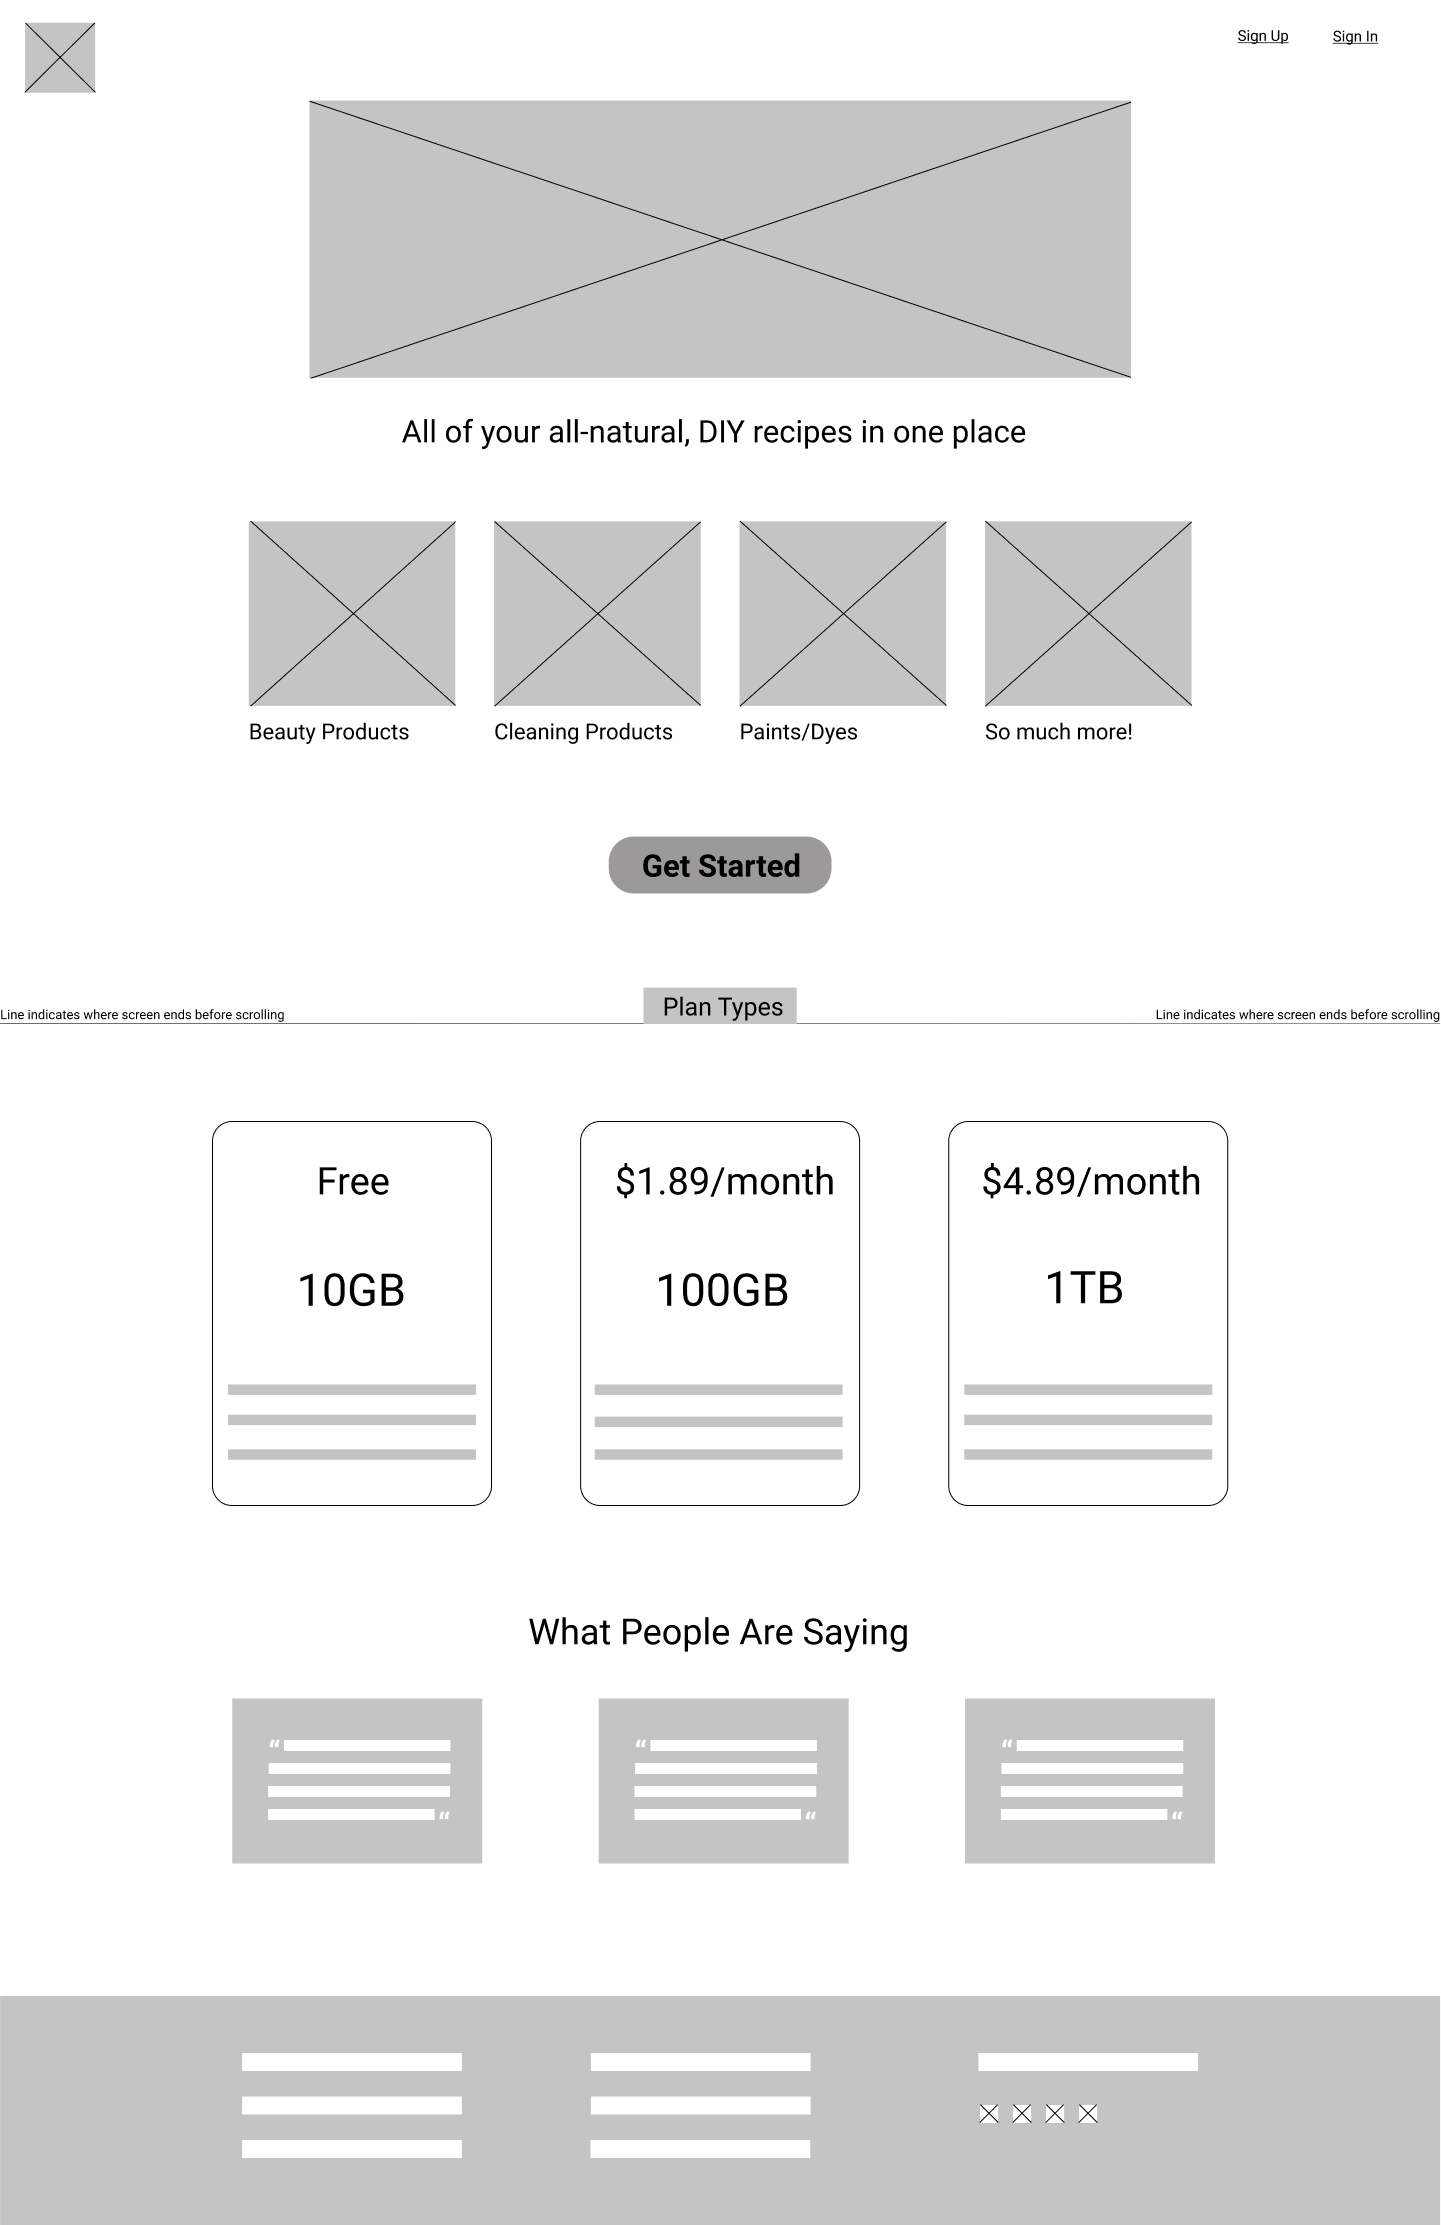 Sign Up
Sign In
All of your all-natural, DIY recipes in one place
Beauty Products
Cleaning Products
Paints/Dyes
So much more!
Get Started
Plan Types
Line indicates where screen ends before scrolling
Line indicates where screen ends before scrolling
Free
$1.89/month
$4.89/month
10GB
100GB
1TB
What People Are Saying
“
“
“
“
“
“